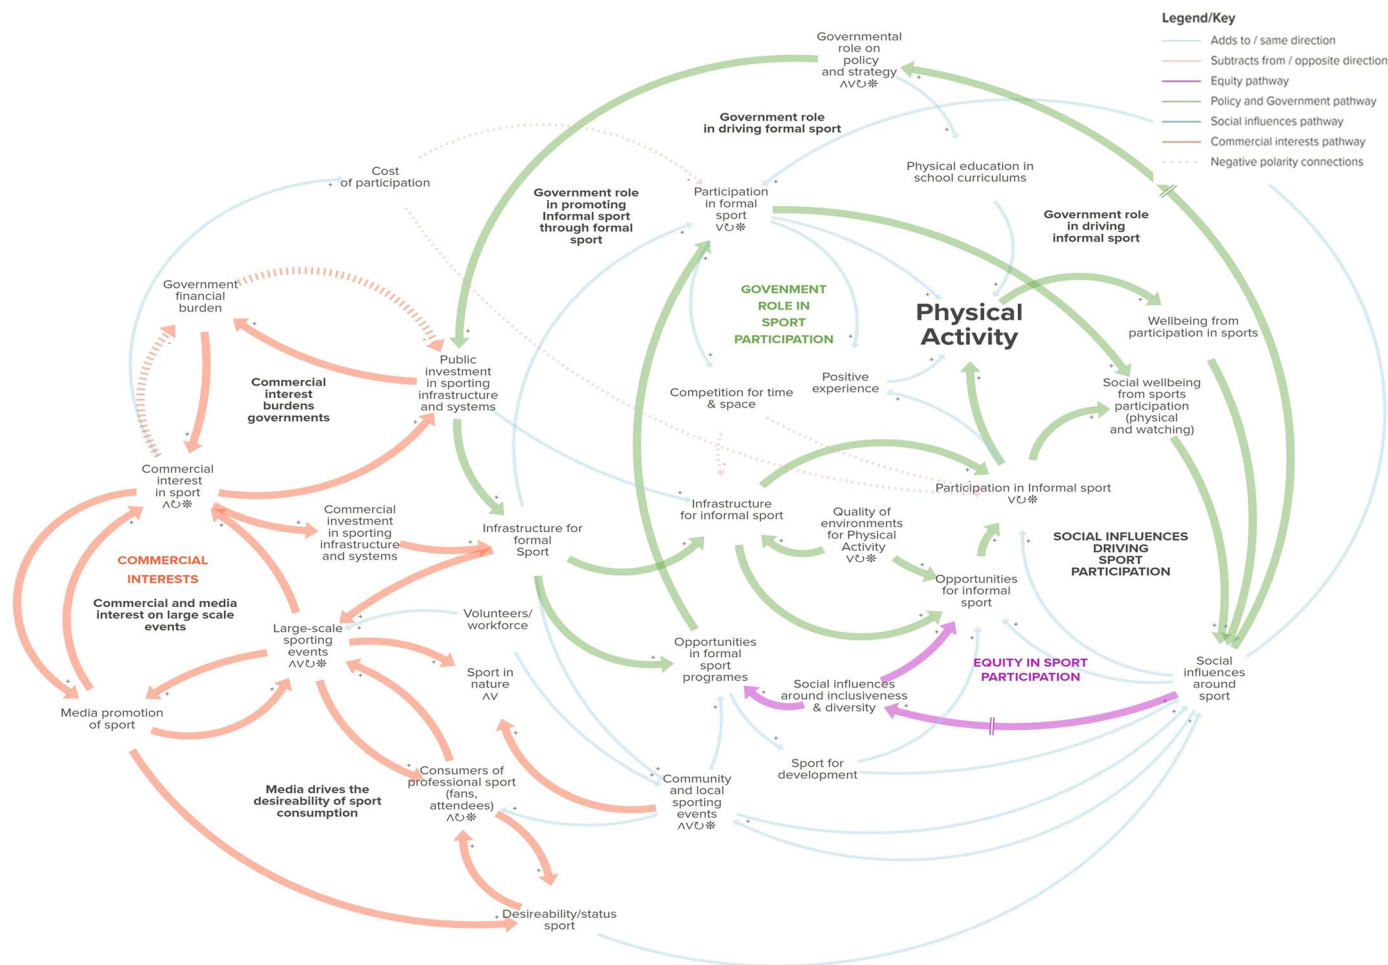 Legend/Key
Adds to / same direction
Subtracts from / opposite direction
Equity pathway
Policy and Government pathway
Social influences pathway
Commercial interests pathway
Negative polarity connections
Governmental
role on
policy
and strategy
ΛV↻❋
Government role
in driving formal sport
Physical education in
school curriculums
Cost
of participation
Participation
in formal
sport
V↻❋
Government role
in promoting
Informal sport
through formal
sport
Government role
in driving
informal sport
Government
financial
burden
GOVENMENT
ROLE IN
SPORT
PARTICIPATION
Physical
Activity
Wellbeing from
participation in sports
Public
investment
in sporting
infrastructure
and systems
Commercial
interest
burdens
governments
Competition for time
& space
Positive
experience
Social wellbeing
from sports
participation
(physical
and watching)
Commercial
interest
in sport
Λ↻❋
Commercial
investment
in sporting
infrastructure
and systems
Infrastructure for
formal
Sport
Infrastructure
for informal sport
Quality of
environments
for Physical
Activity
V↻❋
Participation in Informal sport
V↻❋
SOCIAL INFLUENCES
DRIVING
SPORT
PARTICIPATION
COMMERCIAL
INTERESTS
Commercial and media
interest on large scale
events
Opportunities
for informal
sport
Large-scale
sporting
events
ΛV↻❋
Volunteers/
workforce
Sport in
nature
ΛV
Opportunities
in formal
sport
programes
Social influences
around inclusiveness
& diversity
EQUITY IN SPORT
PARTICIPATION
Social
influences
around
sport
Media promotion
of sport
Sport for
development
Media drives the
desireability of sport
consumption
Consumers of
professional sport
(fans,
attendees)
Λ↻❋
Community
and local
sporting
events
ΛV↻❋
Desireability/status
sport